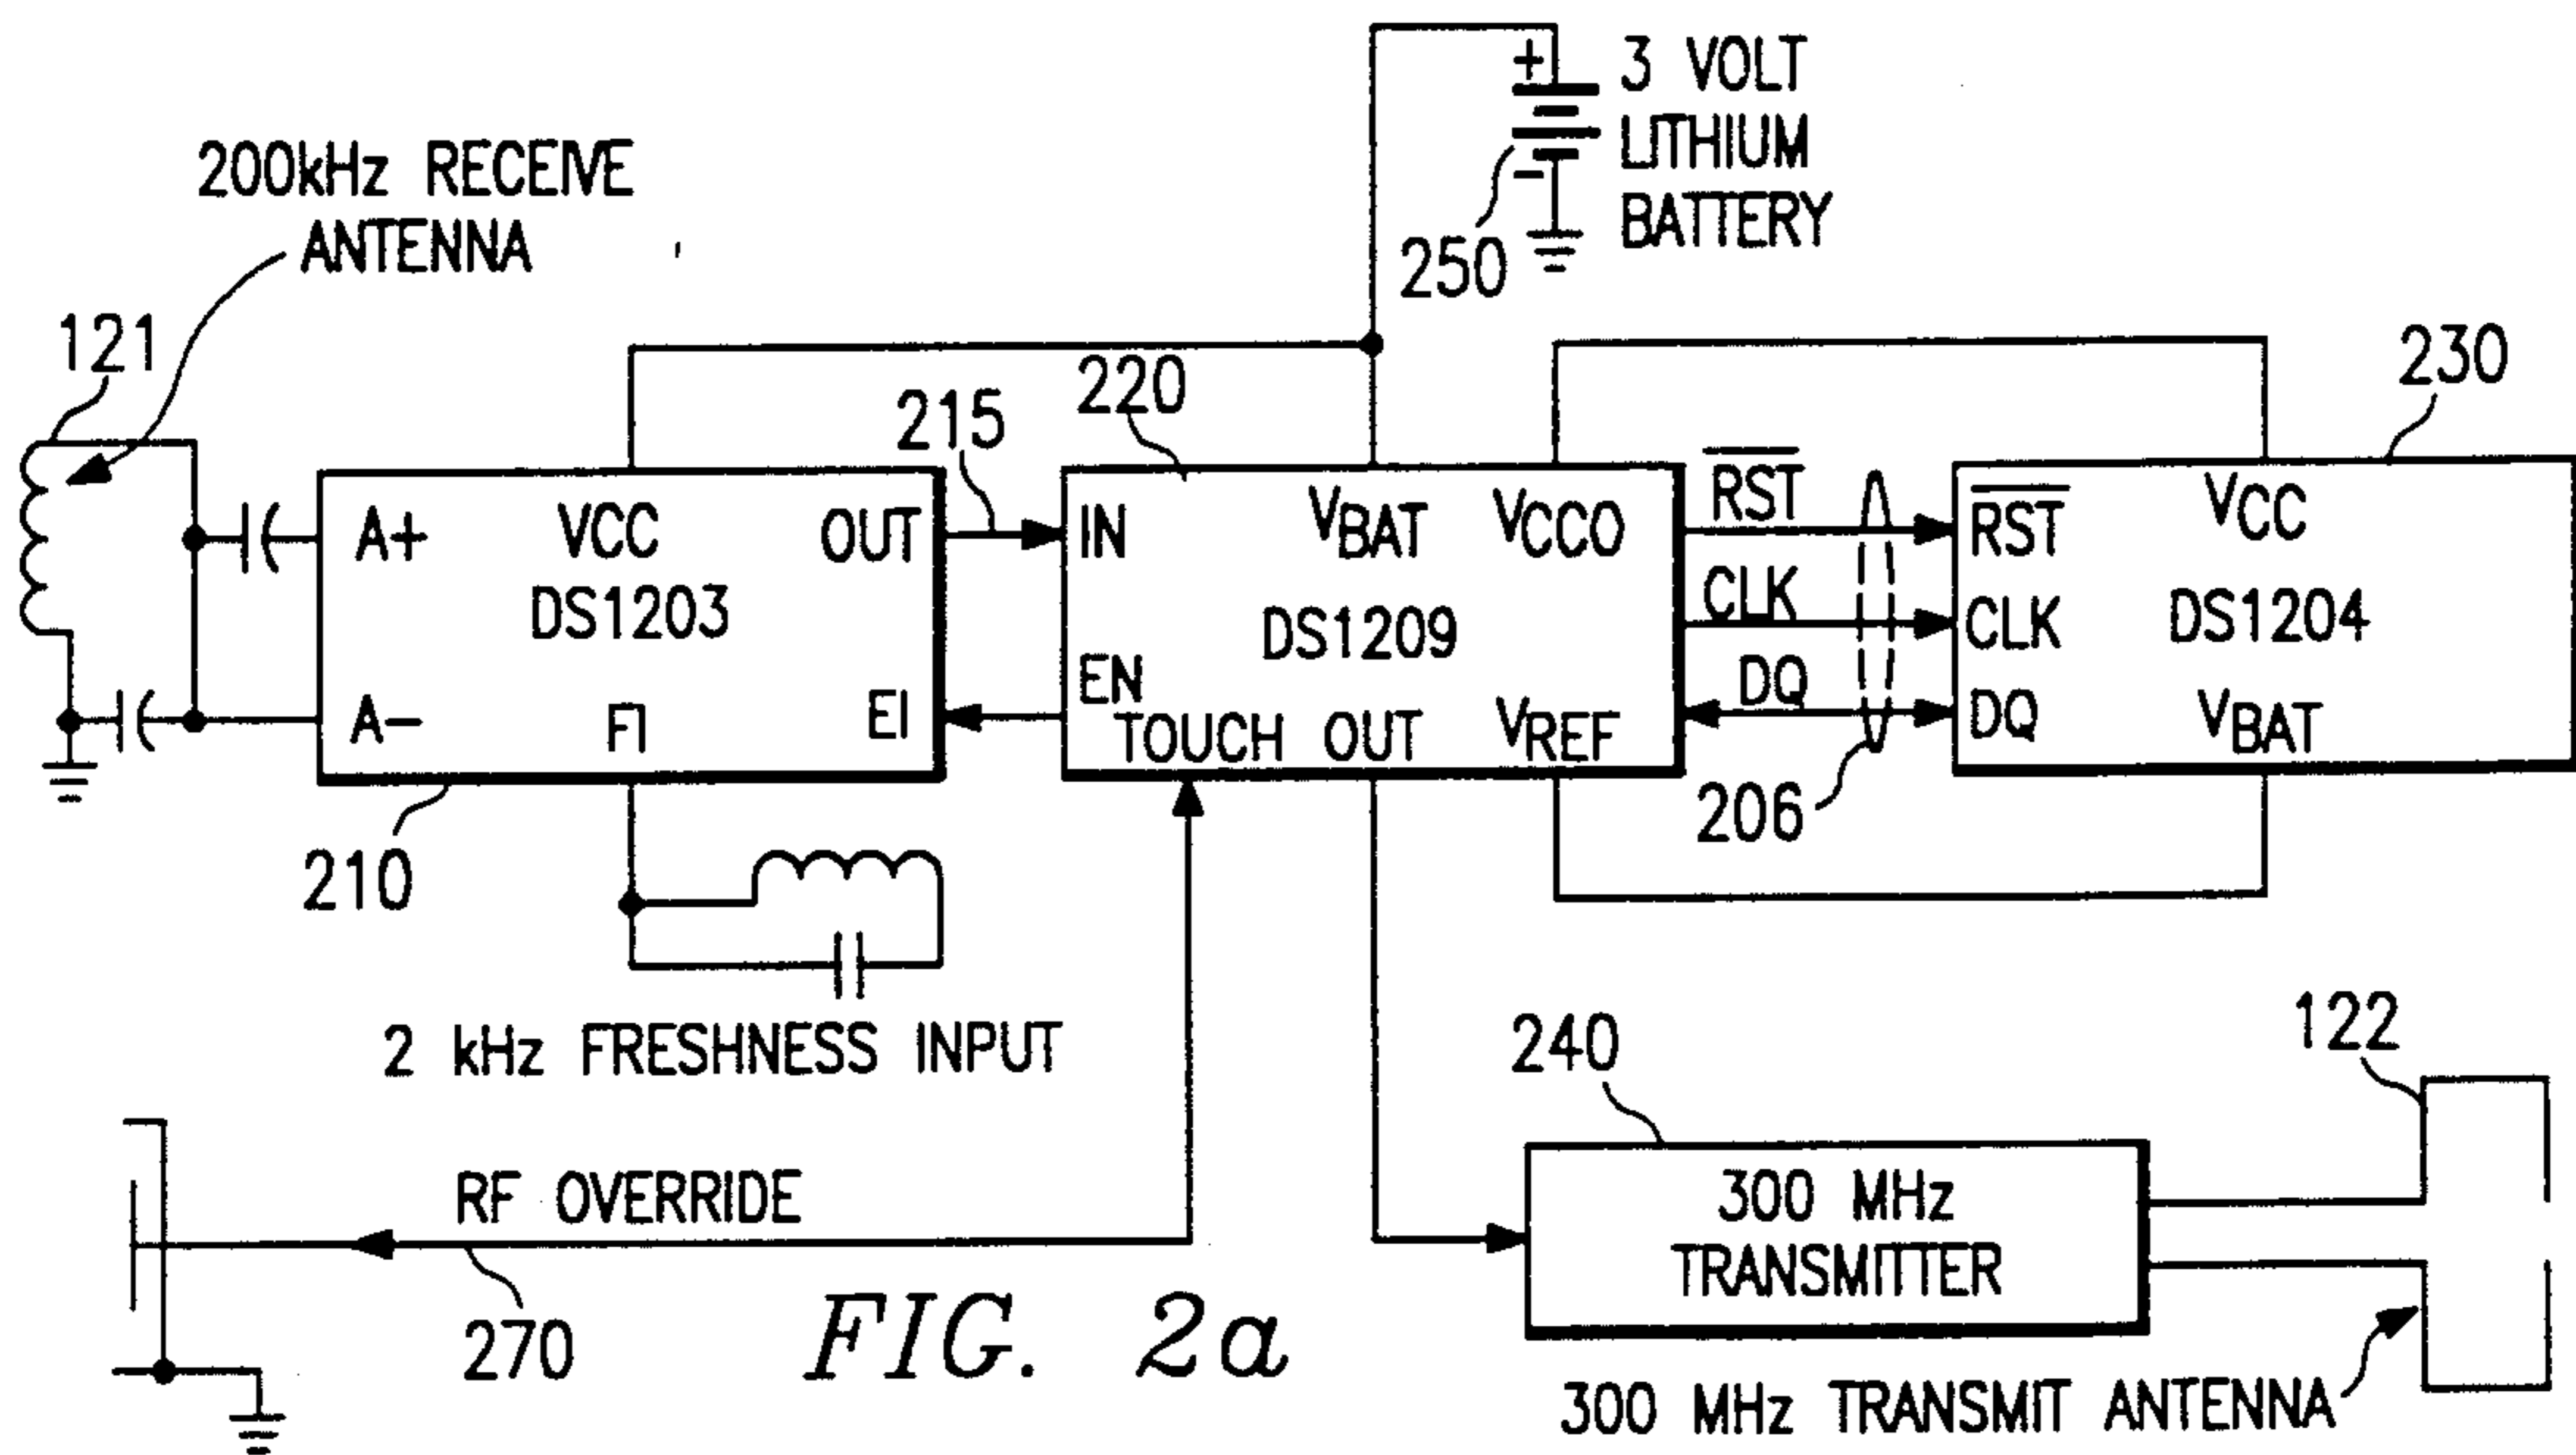 3 VOLT
LITHIUM
BATTERY
250
200kHz RECEIVE
ANTENNA
121
220
215
230
A+
VCC
OUT
DS1203
A-
FI
EI
210
IN
VBAT
VCCO
DS1209
EN
TOUCH OUT
VREF
RST
CLK
DQ
206
RST
VCC
CLK
DS1204
DQ
VBAT
2 kHz FRESHNESS INPUT
240
122
RF OVERRIDE
300 MHz
TRANSMITTER
270
FIG. 2a
300 MHz TRANSMIT ANTENNA